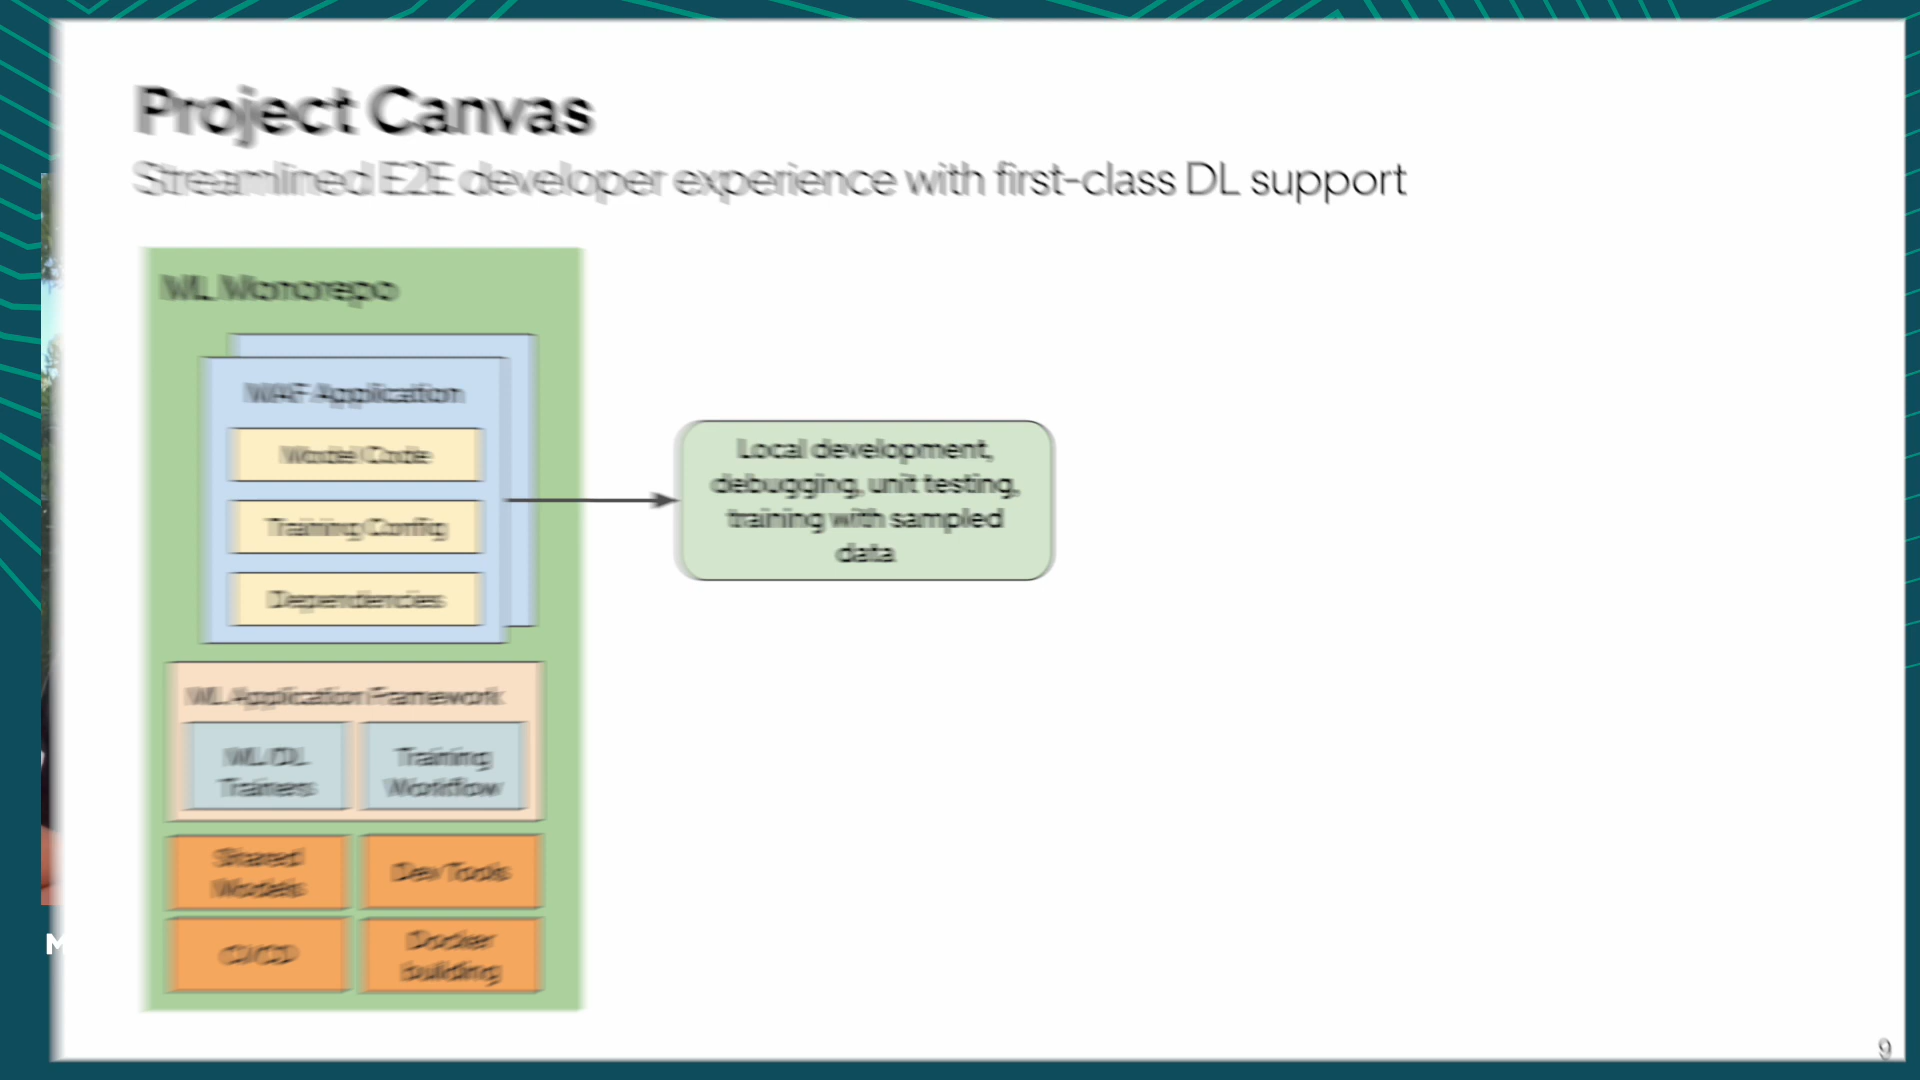 Project Canvas
Streamlined E2E developer experience with first-class DL support
ML Monorepo
MAF Application
Model Code
Training Config
Dependencies
Local development,
debugging, unit testing,
training with sampled
data
ML Application Framework
ML/DL
Trainers
Training
Workflow
Shared
Models
Dev Tools
CI/CD
Docker
building
M
9